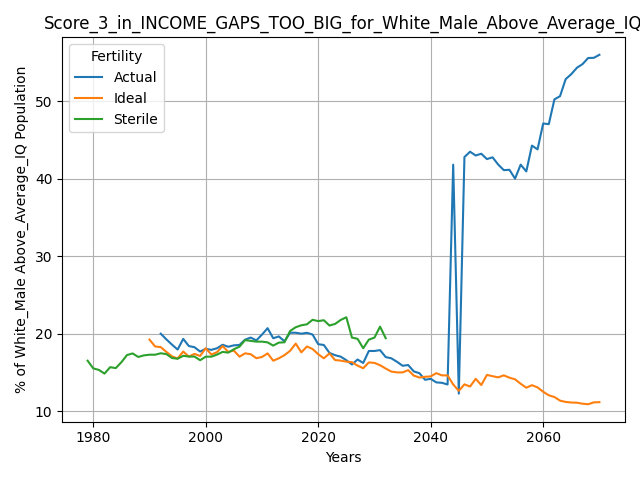 Score_3_in_INCOME_GAPS_TOO_BIG_for_White_Male_Above_Average_IQ
Fertility
Actual
Ideal
Sterile
% of White_Male Above_Average_IQ Population
50
40
30
20
10
1980
2000
2020
2040
2060
Years